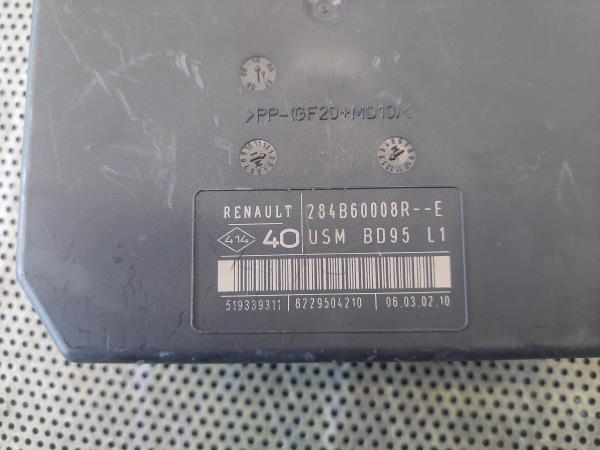 >PP-(GF20+MD10)<
RENAULT 284B60008R--E
414 40 USM BD95 L1
519339311 8229504210 06.03.02.10